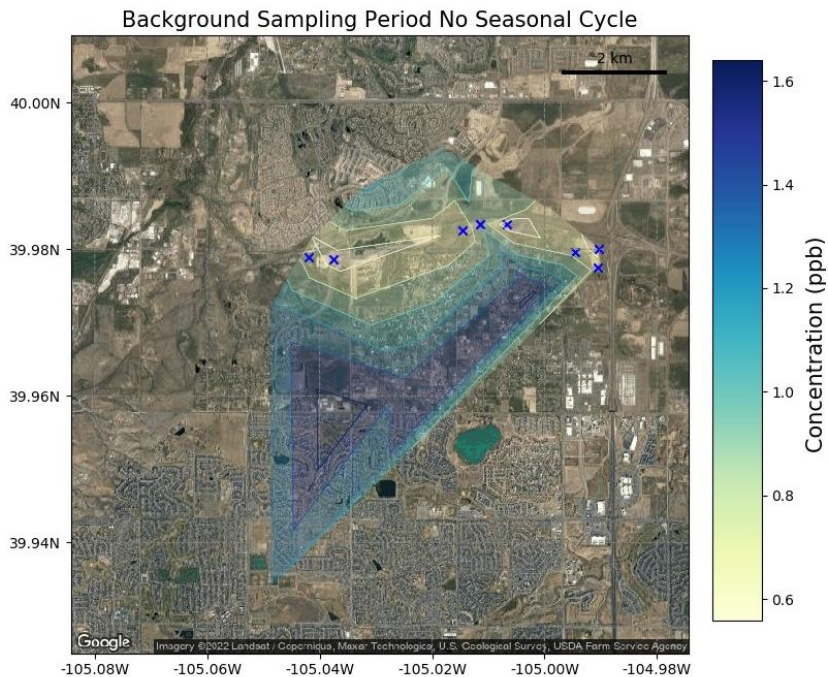 Background Sampling Period No Seasonal Cycle
2 km
40.00N
39.98N
39.96N
39.94N
-105.08W
-105.06W
-105.04W
-105.02W
-105.00W
-104.98W
1.6
1.4
1.2
1.0
0.8
0.6
Concentration (ppb)
Google
Imagery ©2022 Landsat / Copernicus, Maxar Technologies, U.S. Geological Survey, USDA Farm Service Agency